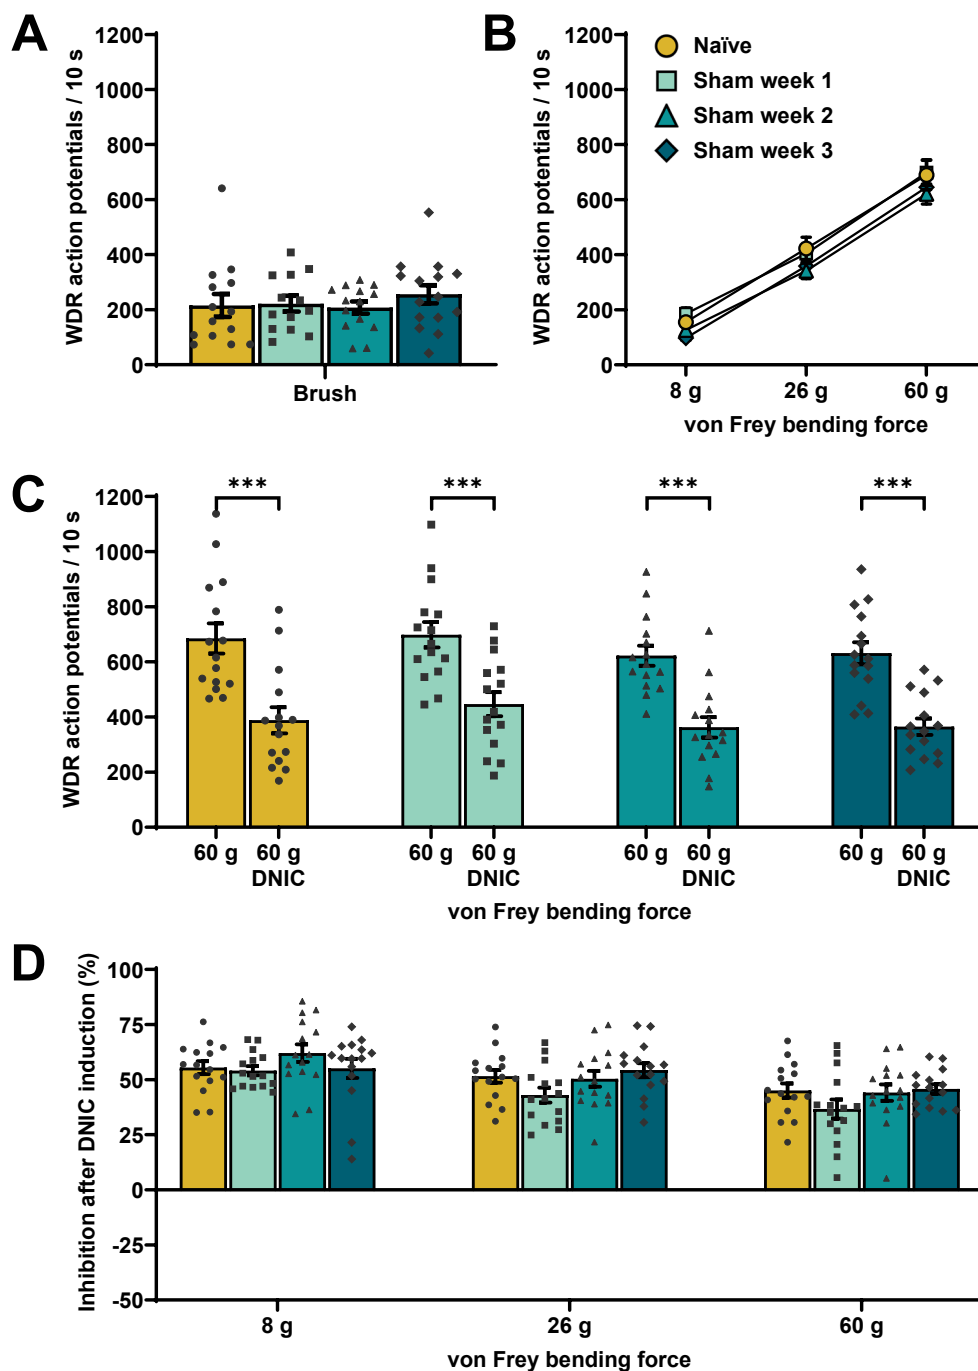 A
WDR action potentials / 10 s
1200
1000
800
600
400
200
0
Brush
B
WDR action potentials / 10 s
1200
1000
800
600
400
200
0
Naïve
Sham week 1
Sham week 2
Sham week 3
8 g 26 g 60 g
von Frey bending force
C
WDR action potentials / 10 s
1200
1000
800
600
400
200
0
*** *** *** ***
60 g 60 g 60 g 60 g 60 g 60 g 60 g 60 g
DNIC DNIC DNIC DNIC
von Frey bending force
D
Inhibition after DNIC induction (%)
100
75
50
25
0
-25
-50
8 g 26 g 60 g
von Frey bending force